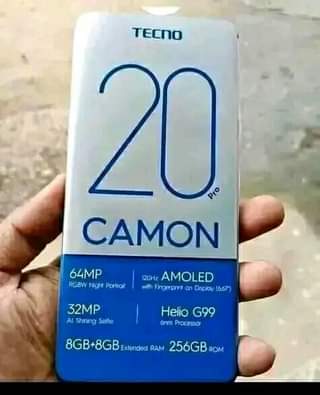 TECNO
20
Pro
CAMON
64MP
RGBW Night Portrait
120Hz AMOLED
with Fingerprint on Display (6.67")
32MP
AI Shining Selfie
Helio G99
6nm Processor
8GB+8GB Extended RAM 256GB ROM